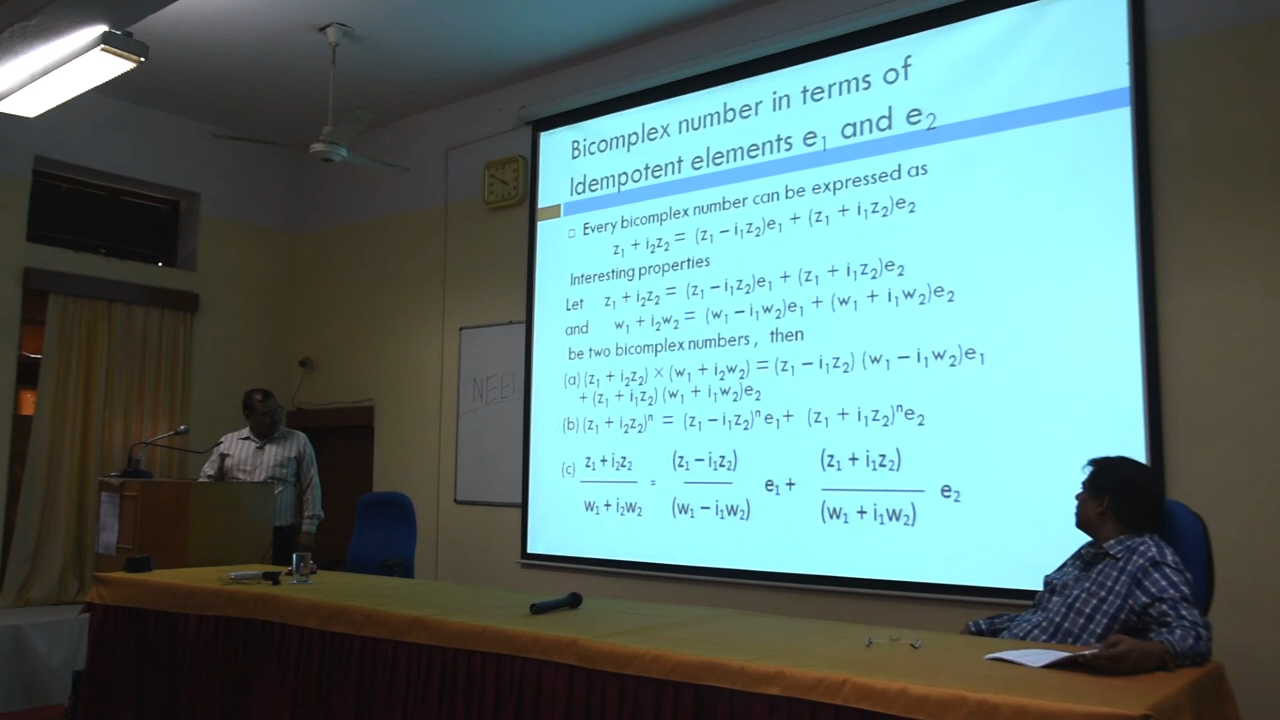 Bicomplex number in terms of
Idempotent elements e₁ and e₂
□ Every bicomplex number can be expressed as
z₁ + i₂z₂ = (z₁ − i₁z₂)e₁ + (z₁ + i₁z₂)e₂
Interesting properties
Let z₁ + i₂z₂ = (z₁ − i₁z₂)e₁ + (z₁ + i₁z₂)e₂
and w₁ + i₂w₂ = (w₁ − i₁w₂)e₁ + (w₁ + i₁w₂)e₂
be two bicomplex numbers, then
(a) (z₁ + i₂z₂) × (w₁ + i₂w₂) = (z₁ − i₁z₂) (w₁ − i₁w₂)e₁
+ (z₁ + i₁z₂) (w₁ + i₁w₂)e₂
(b) (z₁ + i₂z₂)ⁿ = (z₁ − i₁z₂)ⁿe₁ + (z₁ + i₁z₂)ⁿe₂
(c) z₁ + i₂z₂ / w₁ + i₂w₂ = (z₁ − i₁z₂) / (w₁ − i₁w₂) e₁ + (z₁ + i₁z₂) / (w₁ + i₁w₂) e₂